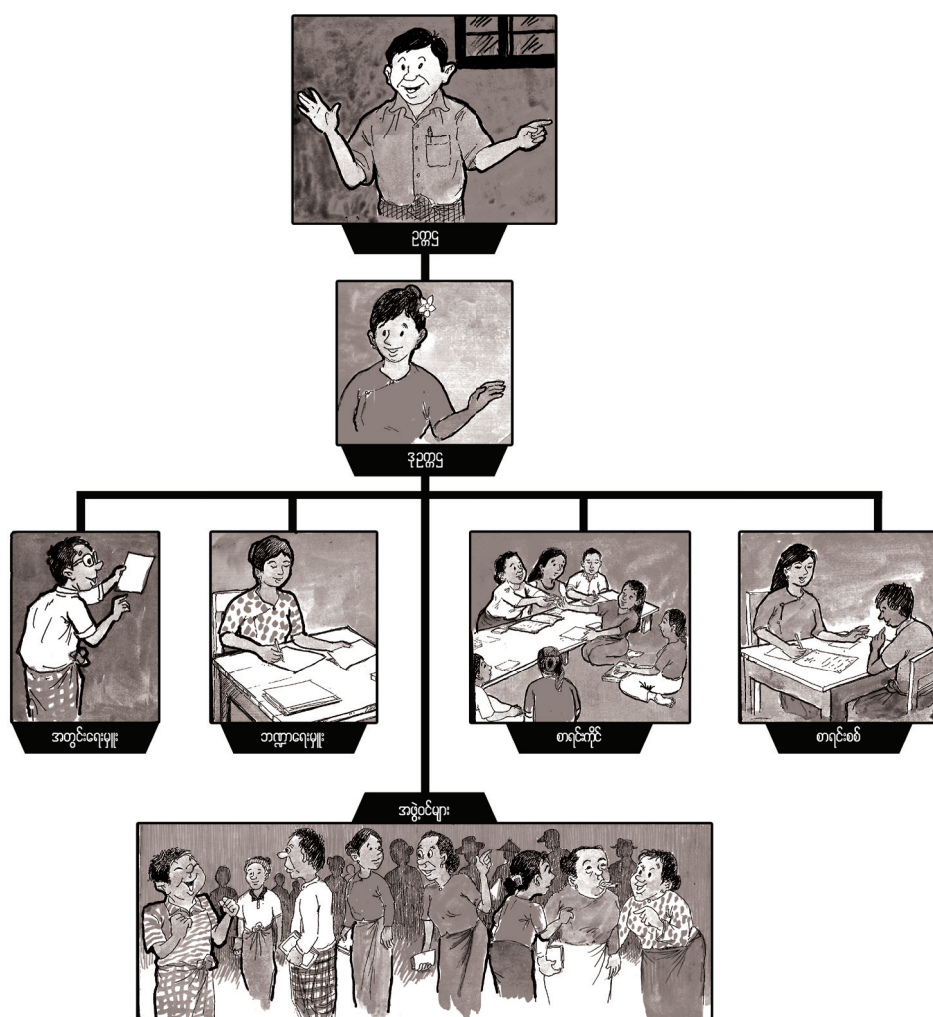 ဥက္ကဋ္ဌ
ဒုဥက္ကဋ္ဌ
အတွင်းရေးမှူး
ဘဏ္ဍာရေးမှူး
စာရင်းကိုင်
စာရင်းစစ်
အဖွဲ့ဝင်များ